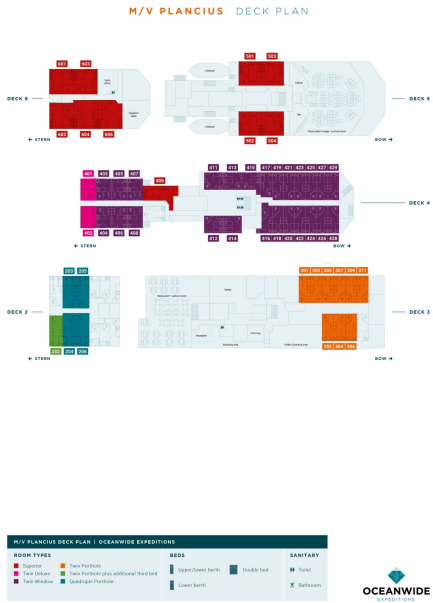 M/V PLANCIUS DECK PLAN
601 603
501 503
DECK 6
DECK 5
602 604 606
502 504
STERN
BOW
411 413 415 417 419 421 423 425 427 429
401 403 405 407
409
DECK 4
402 404 406 408
412 414
416 418 420 422 424 426 428
STERN
BOW
203 205
301 303 305 307 309 311
DECK 2
DECK 3
Reception
202 204 206
302 304 306
STERN
BOW
M/V PLANCIUS DECK PLAN | OCEANWIDE EXPEDITIONS
ROOM TYPES
BEDS
SANITARY
Superior
Twin Porthole
Upper/lower berth
Double bed
Toilet
Twin Deluxe
Twin Porthole plus additional third bed
Twin Window
Quadruple Porthole
Lower berth
Bathroom
OCEANWIDE
EXPEDITIONS